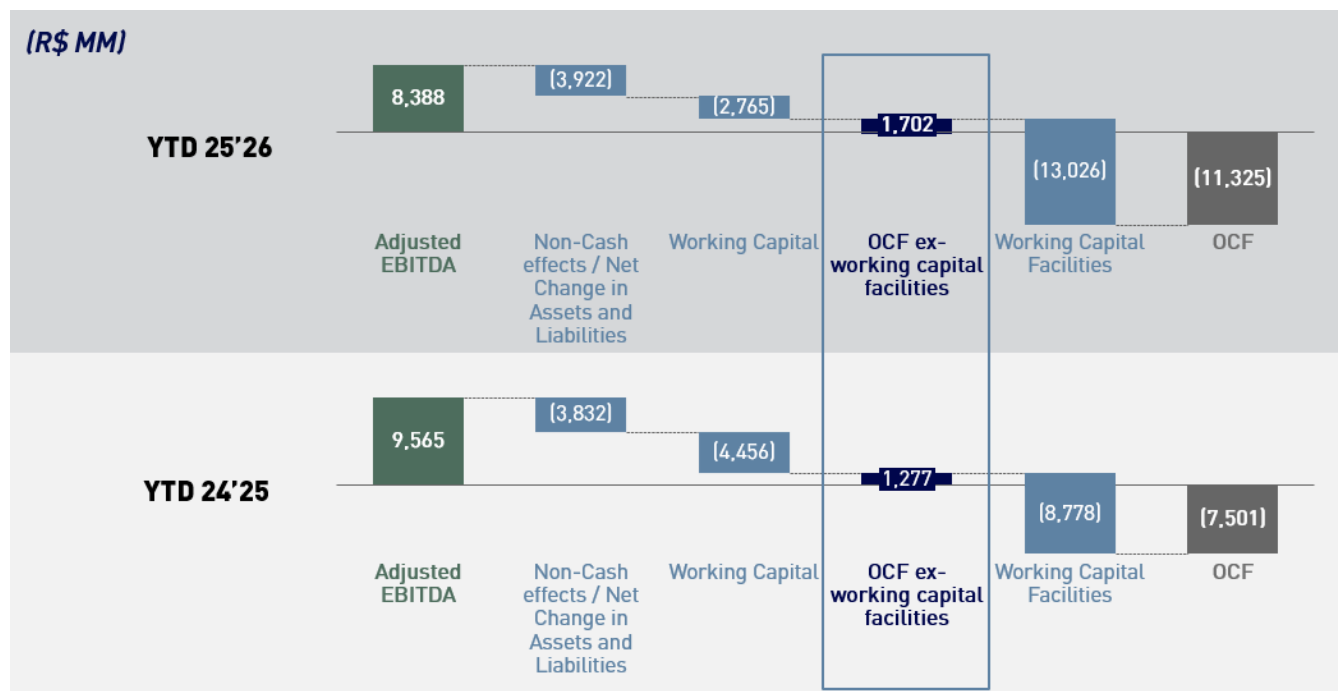 (R$ MM)
YTD 25'26
8,388
(3,922)
(2,765)
1,702
(13,026)
(11,325)
Adjusted
EBITDA
Non-Cash
effects / Net
Change in
Assets and
Liabilities
Working Capital
OCF ex-
working capital
facilities
Working Capital
Facilities
OCF
YTD 24'25
9,565
(3,832)
(4,456)
1,277
(8,778)
(7,501)
Adjusted
EBITDA
Non-Cash
effects / Net
Change in
Assets and
Liabilities
Working Capital
OCF ex-
working capital
facilities
Working Capital
Facilities
OCF